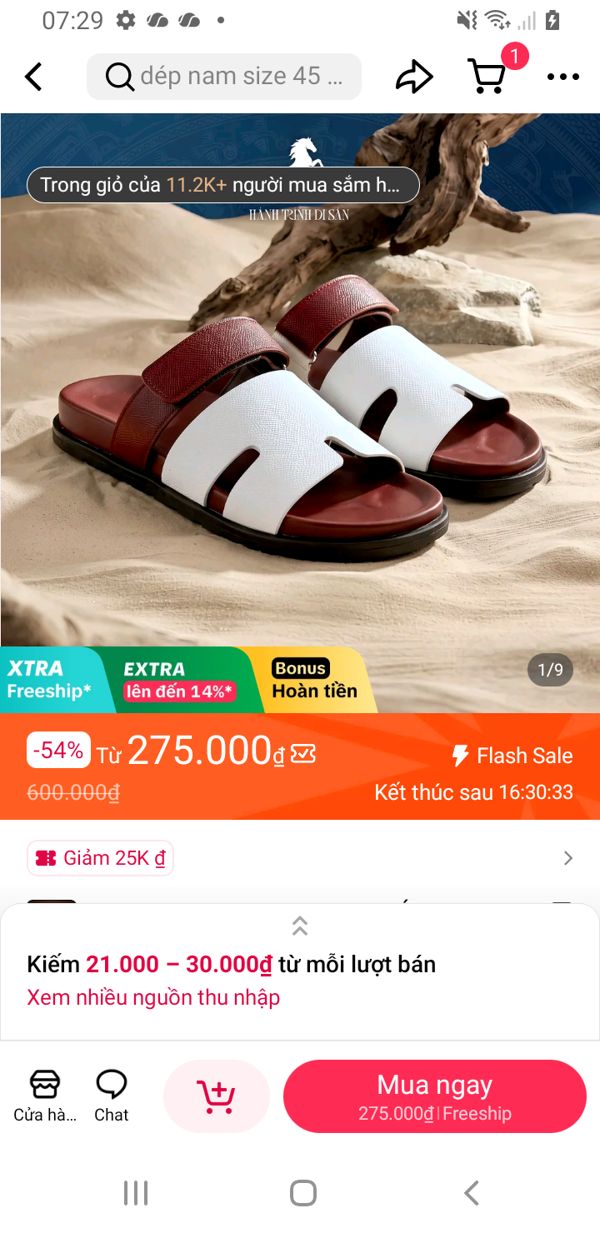 07:29
dép nam size 45 ...
1
Trong giỏ của 11.2K+ người mua sắm h...
HÀNH TRÌNH DI SẢN
XTRA
Freeship*
EXTRA
lên đến 14%*
Bonus
Hoàn tiền
1/9
-54% Từ 275.000₫
Flash Sale
600.000₫
Kết thúc sau 16:30:33
Giảm 25K ₫
Kiếm 21.000 – 30.000₫ từ mỗi lượt bán
Xem nhiều nguồn thu nhập
Cửa hà...
Chat
Mua ngay
275.000₫|Freeship